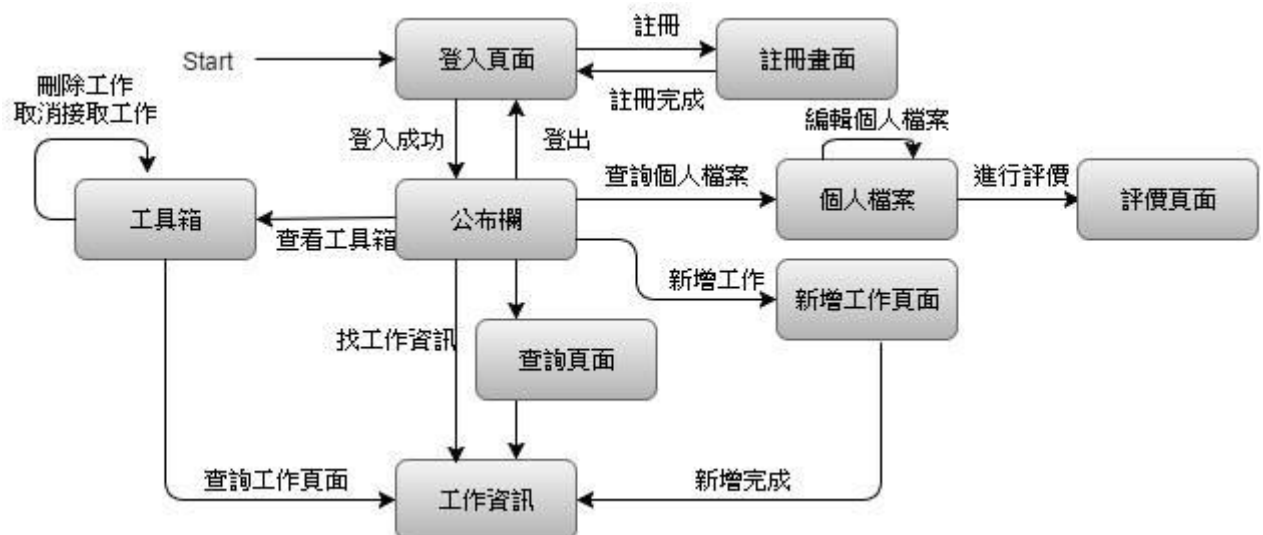 註冊
Start
登入頁面
註冊畫面
註冊完成
刪除工作
取消接取工作
編輯個人檔案
登入成功
登出
查詢個人檔案
進行評價
工具箱
公布欄
個人檔案
評價頁面
查看工具箱
新增工作
新增工作頁面
找工作資訊
查詢頁面
查詢工作頁面
工作資訊
新增完成